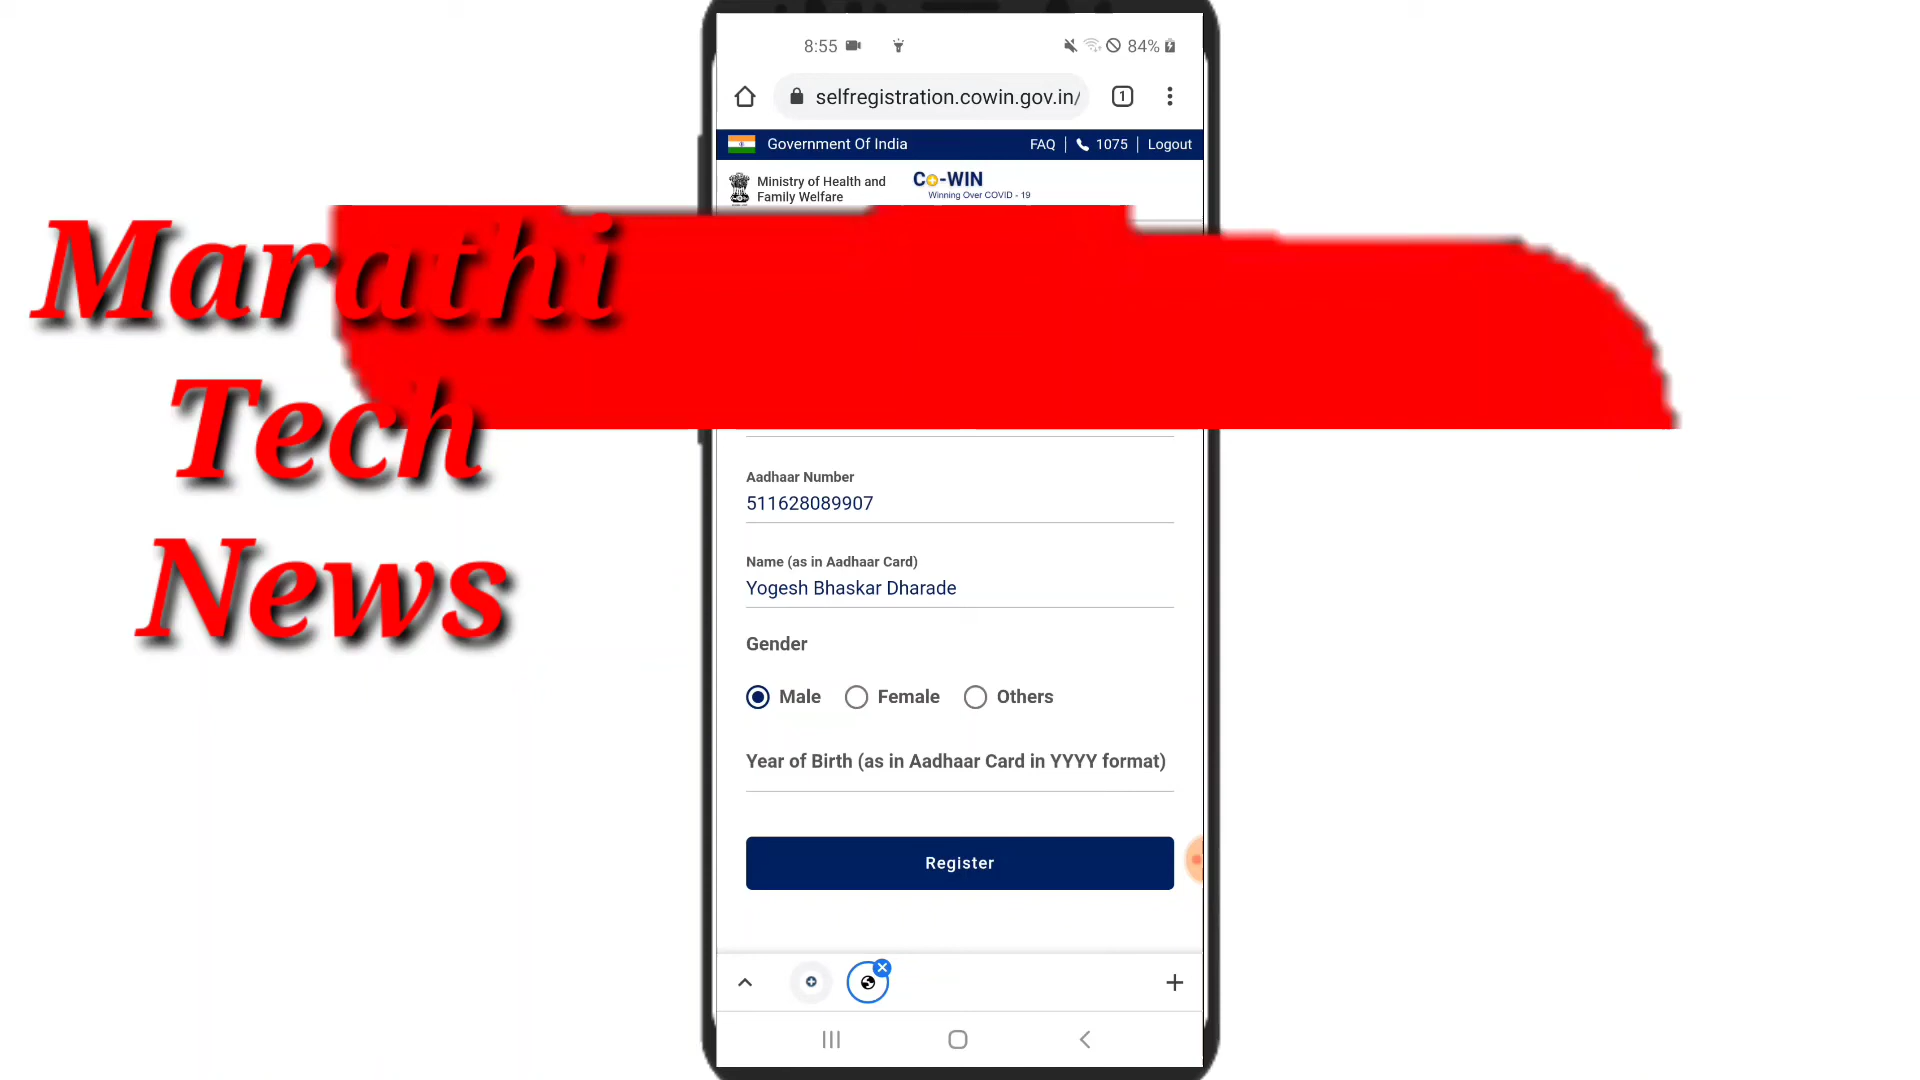 8:55
84%
selfregistration.cowin.gov.in/
1
Government Of India
FAQ | 1075 | Logout
Ministry of Health and
Family Welfare
Co-WIN
Winning Over COVID - 19
Marathi
Tech
News
Aadhaar Number
511628089907
Name (as in Aadhaar Card)
Yogesh Bhaskar Dharade
Gender
Male Female Others
Year of Birth (as in Aadhaar Card in YYYY format)
Register